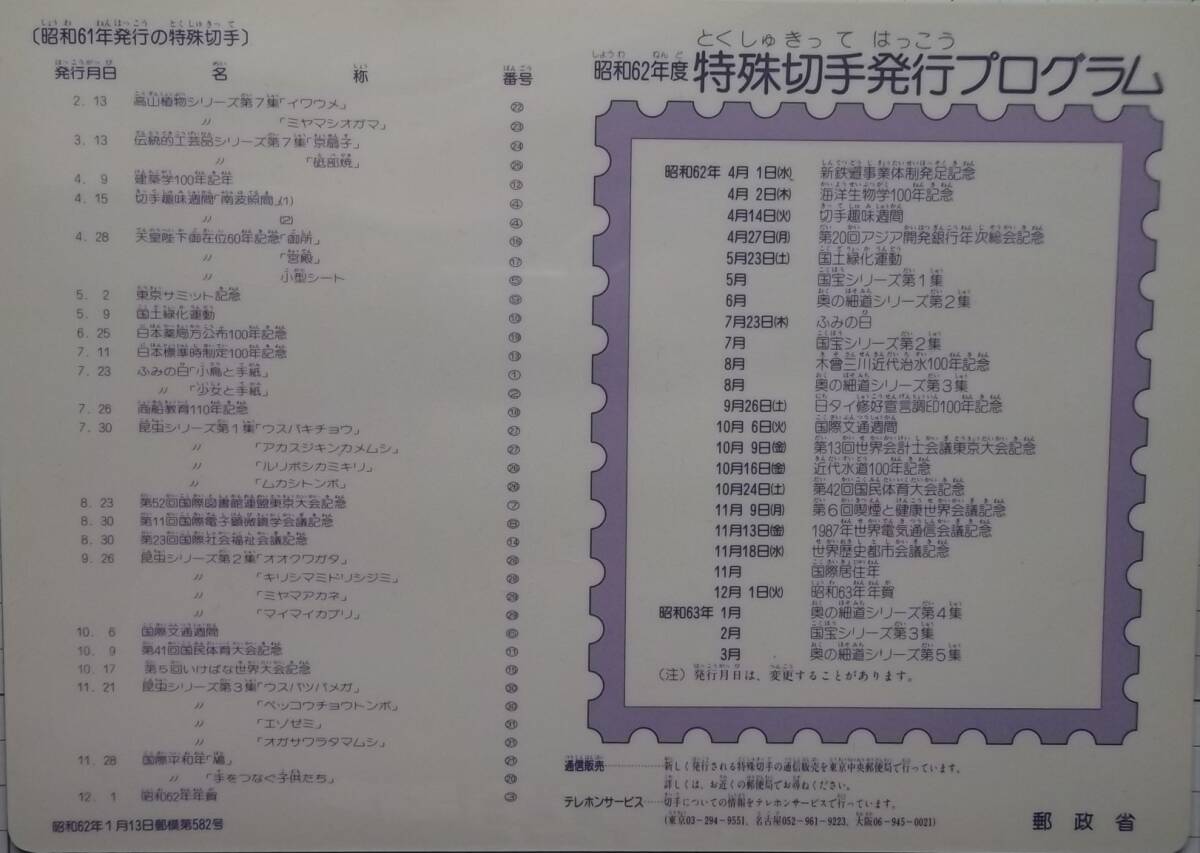 〔昭和61年発行の特殊切手〕
発行月日 名 称 番号
2. 13 高山植物シリーズ第7集「イワウメ」 ㉒
〃 「ミヤマシオガマ」 ㉓
3. 13 伝統的工芸品シリーズ第7集「京扇子」 ㉔
〃 「砥部焼」 ㉕
4. 9 建築学100年記年 ⑫
4. 15 切手趣味週間「南波照間」(1) ④
〃 (2) ④
4. 28 天皇陛下御在位60年記念「御所」 ⑯
〃 「宮殿」 ⑰
〃 小型シート ⑤
5. 2 東京サミット記念
5. 9 国土緑化運動 ⑩
6. 25 日本薬局方公布100年記念 ⑲
7. 11 日本標準時制定100年記念 ⑬
7. 23 ふみの日「小鳥と手紙」 ①
〃 「少女と手紙」 ②
7. 26 商船教育110年記念 ⑱
7. 30 昆虫シリーズ第1集「ウスバキチョウ」 ㉗
〃 「アカスジキンカメムシ」 ㉗
〃 「ルリボシカミキリ」 ㉖
〃 「ムカシトンボ」 ㉖
8. 23 第52回国際図書館連盟東京大会記念 ⑦
8. 30 第11回国際電子顕微鏡学会議記念 ⑧
8. 30 第23回国際社会福祉会議記念 ⑭
9. 26 昆虫シリーズ第2集「オオクワガタ」 ㉘
〃 「キリシマミドリシジミ」 ㉘
〃 「ミヤマアカネ」 ㉙
〃 「マイマイカブリ」 ㉙
10. 6 国際文通週間 ⑥
10. 9 第41回国民体育大会記念 ⑪
10. 17 第5回いけばな世界大会記念 ⑮
11. 21 昆虫シリーズ第3集「ウスバツバメガ」 ㉚
〃 「ベッコウチョウトンボ」 ㉚
〃 「エゾゼミ」 ㉛
〃 「オガサワラタマムシ」 ㉛
11. 28 国際平和年「鳩」 ㉑
〃 「手をつなぐ子供たち」 ⑳
12. 1 昭和62年年賀 ③
昭和62年1月13日郵模第582号
とくしゅきって はっこう
昭和62年度 特殊切手発行プログラム
昭和62年 4月 1日(水) 新鉄道事業体制発足記念
4月 2日(木) 海洋生物学100年記念
4月14日(火) 切手趣味週間
4月27日(月) 第20回アジア開発銀行年次総会記念
5月23日(土) 国土緑化運動
5月 国宝シリーズ第1集
6月 奥の細道シリーズ第2集
7月23日(木) ふみの日
7月 国宝シリーズ第2集
8月 木曾三川近代治水100年記念
8月 奥の細道シリーズ第3集
9月26日(土) 日タイ修好宣言調印100年記念
10月 6日(火) 国際文通週間
10月 9日(金) 第13回世界会計士会議東京大会記念
10月16日(金) 近代水道100年記念
10月24日(土) 第42回国民体育大会記念
11月 9日(月) 第6回喫煙と健康世界会議記念
11月13日(金) 1987年世界電気通信会議記念
11月18日(水) 世界歴史都市会議記念
11月 国際居住年
12月 1日(火) 昭和63年年賀
昭和63年 1月 奥の細道シリーズ第4集
2月 国宝シリーズ第3集
3月 奥の細道シリーズ第5集
(注) 発行月日は、変更することがあります。
通信販売……新しく発行される特殊切手の通信販売を東京中央郵便局で行っています。
詳しくは、お近くの郵便局でお尋ねください。
テレホンサービス……切手についての情報をテレホンサービスで行っています。
(東京03-294-9551、名古屋052-961-9223、大阪06-945-0021)
郵政省